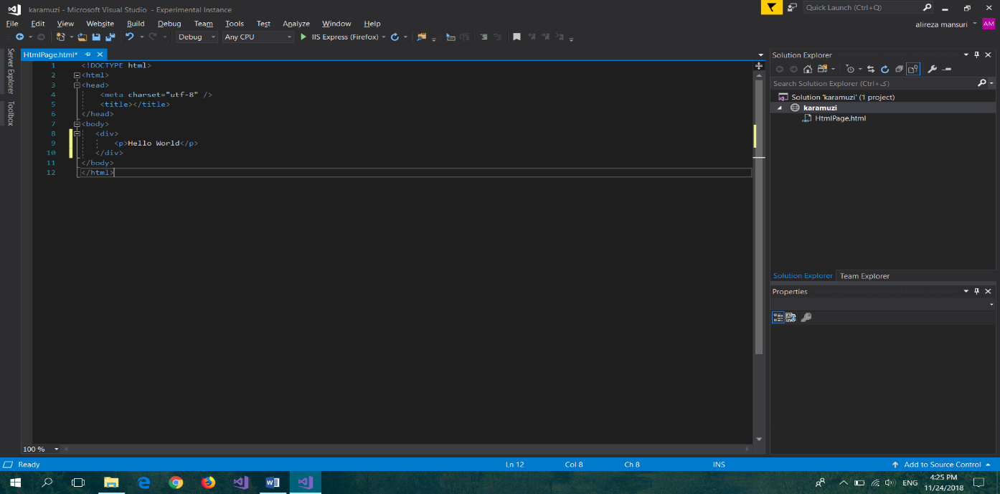 karamuzi - Microsoft Visual Studio - Experimental Instance
Quick Launch (Ctrl+Q)
File Edit View Website Build Debug Team Tools Test Analyze Window Help
alireza mansuri AM
Debug Any CPU IIS Express (Firefox)
Server Explorer
Toolbox
HtmlPage.html*
1 <!DOCTYPE html>
2 <html>
3 <head>
4 <meta charset="utf-8" />
5 <title></title>
6 </head>
7 <body>
8 <div>
9 <p>Hello World</p>
10 </div>
11 </body>
12 </html>
100 %
Solution Explorer
Search Solution Explorer (Ctrl+ک)
Solution 'karamuzi' (1 project)
karamuzi
HtmlPage.html
Solution Explorer Team Explorer
Properties
Ready Ln 12 Col 8 Ch 8 INS Add to Source Control
ENG 4:25 PM
11/24/2018